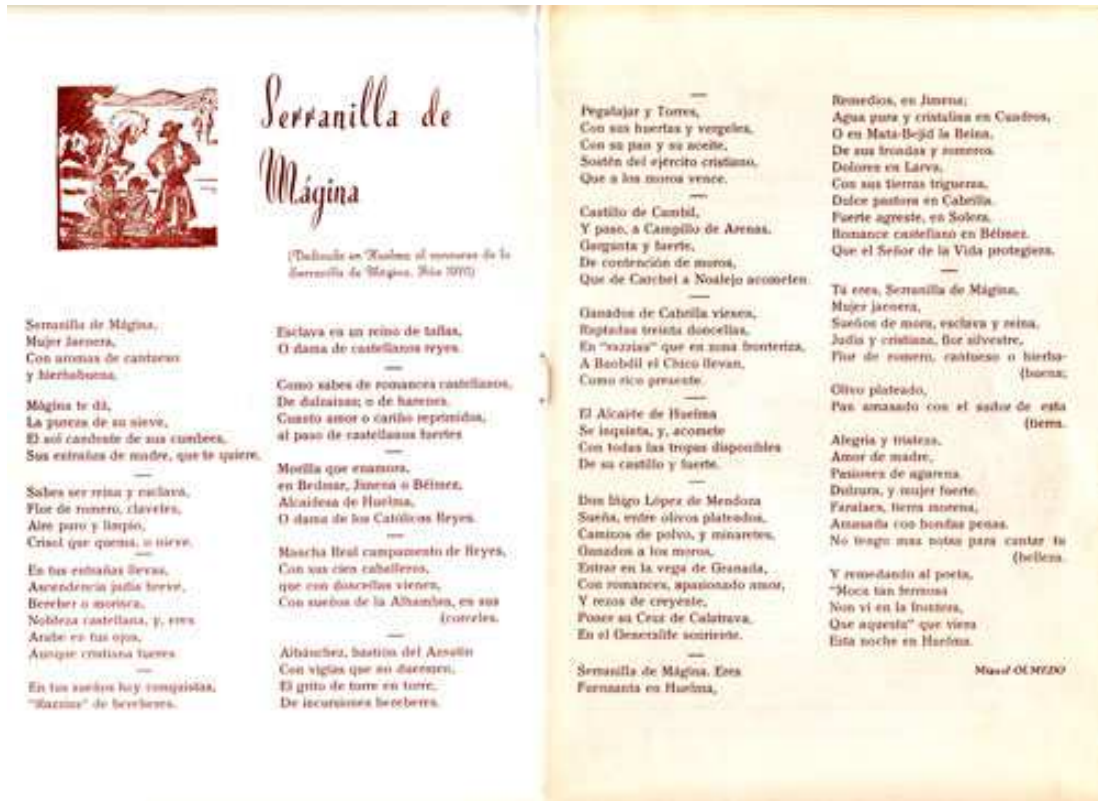 Serranilla de
Mágina
(Dedicada en Huelma al concurso de la
Serranilla de Mágina. Año 1970)
Serranilla de Mágina,
Mujer Jaenera,
Con aromas de cantueso
y hierbabuena.
Mágina te dá,
La pureza de su nieve,
El sol candente de sus cumbres,
Sus entrañas de madre, que te quiere.
Sabes ser reina y esclava,
Flor de romero, claveles,
Aire puro y limpio,
Crisol que quema, o nieve.
En tus entrañas llevas,
Ascendencia judía breve,
Bereber o morisca,
Nobleza castellana, y, eres
Arabe en tus ojos,
Aunque cristiana fueres.
En tus sueños hay conquistas,
"Razzias" de bereberes.
Esclava en un reino de taifas,
O dama de castellanos reyes.
Como sabes de romances castellanos,
De dulzainas; o de harenes.
Cuanto amor o cariño reprimidos,
al paso de castellanos fuertes
Morilla que enamora,
en Bedmar, Jimena o Bélmez,
Alcaidesa de Huelma,
O dama de los Católicos Reyes.
Mancha Real campamento de Reyes,
Con sus cien caballeros,
que con doncellas vienen,
Con sueños de la Alhambra, en sus
(corceles.
Albánchez, bastión del Aznatín
Con vigías que no duermen,
El grito de torre en torre,
De incursiones bereberes.
Pegalajar y Torres,
Con sus huertas y vergeles,
Con su pan y su aceite,
Sostén del ejército cristiano,
Que a los moros vence.
Castillo de Cambil,
Y paso, a Campillo de Arenas,
Garganta y fuerte,
De contención de moros,
Que de Carchel a Noalejo acometen.
Ganados de Cabrilla vienen,
Raptadas treinta doncellas,
En "razzias" que en zona fronteriza,
A Baobdil el Chico llevan,
Como rico presente.
El Alcaide de Huelma
Se inquieta, y, acomete
Con todas las tropas disponibles
De su castillo y fuerte.
Don Iñigo López de Mendoza
Sueña, entre olivos plateados,
Caminos de polvo, y minaretes,
Ganados a los moros,
Entrar en la vega de Granada,
Con romances, apasionado amor,
Y rezos de creyente,
Poner su Cruz de Calatrava,
En el Generalife sonriente.
Serranilla de Mágina. Eres
Fuensanta en Huelma,
Remedios, en Jimena;
Agua pura y cristalina en Cuadros,
O en Mata-Bejid la Reina,
De sus frondas y romeros.
Dolores en Larva,
Con sus tierras trigueras,
Dulce pastora en Cabrilla.
Fuerte agreste, en Solera.
Romance castellano en Bélmez.
Que el Señor de la Vida protegiera.
Tú eres, Serranilla de Mágina,
Mujer jaenera,
Sueños de mora, esclava y reina,
Judía y cristiana, flor silvestre,
Flor de romero, cantueso o hierba-
(buena;
Olivo plateado,
Pan amasado con el sudor de esta
(tierra.
Alegría y tristeza,
Amor de madre,
Pasiones de agarena.
Dulzura, y mujer fuerte.
Faralaes, tierra morena,
Amasada con hondas penas.
No tengo mas notas para cantar tu
(belleza.
Y remedando al poeta,
"Moca tan fermosa
Non vi en la frontera,
Que aquesta" que viera
Esta noche en Huelma.
Miguel OLMEDO